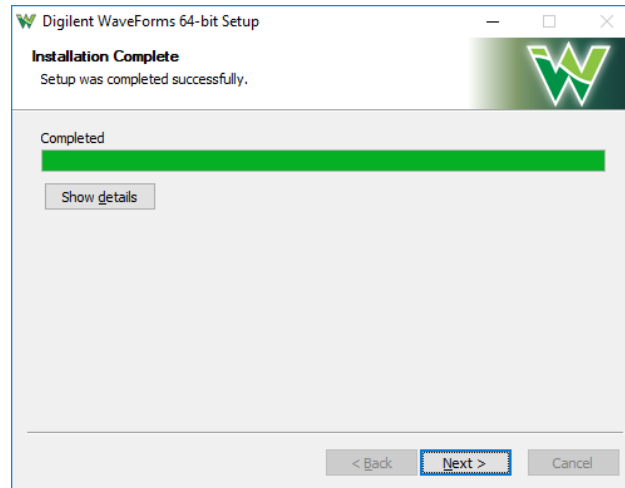 Digilent WaveForms 64-bit Setup
Installation Complete
Setup was completed successfully.
Completed
Show details
< Back Next > Cancel